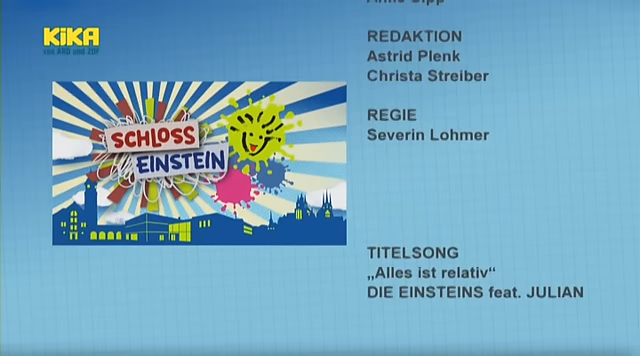 KiKA
von ARD und ZDF
SCHLOSS
EINSTEIN
REDAKTION
Astrid Plenk
Christa Streiber
REGIE
Severin Lohmer
TITELSONG
„Alles ist relativ“
DIE EINSTEINS feat. JULIAN